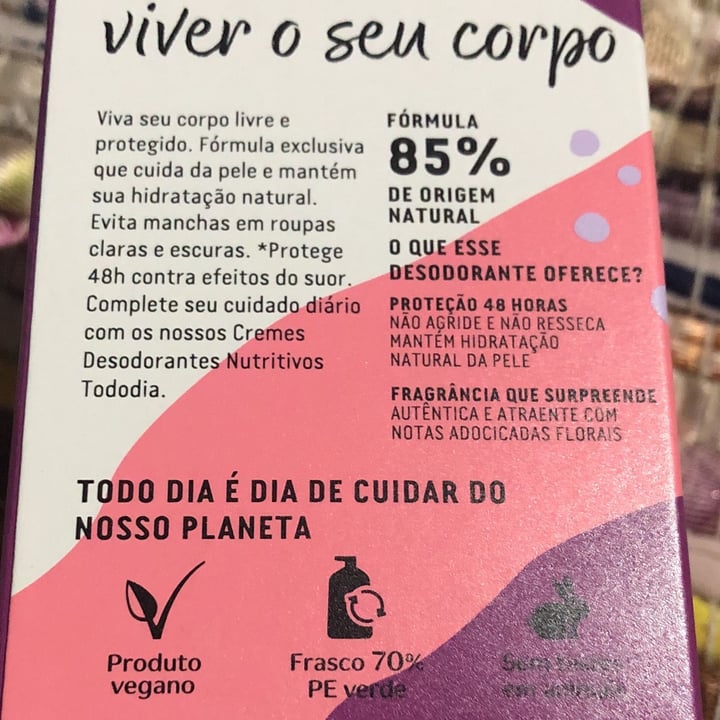 viver o seu corpo
Viva seu corpo livre e
protegido. Fórmula exclusiva
que cuida da pele e mantém
sua hidratação natural.
Evita manchas em roupas
claras e escuras. *Protege
48h contra efeitos do suor.
Complete seu cuidado diário
com os nossos Cremes
Desodorantes Nutritivos
Tododia.
FÓRMULA
85%
DE ORIGEM
NATURAL
O QUE ESSE
DESODORANTE OFERECE?
PROTEÇÃO 48 HORAS
NÃO AGRIDE E NÃO RESSECA
MANTÉM HIDRATAÇÃO
NATURAL DA PELE
FRAGRÂNCIA QUE SURPREENDE
AUTÊNTICA E ATRAENTE COM
NOTAS ADOCICADAS FLORAIS
TODO DIA É DIA DE CUIDAR DO
NOSSO PLANETA
Produto
vegano
Frasco 70%
PE verde
Sem testes
em animais